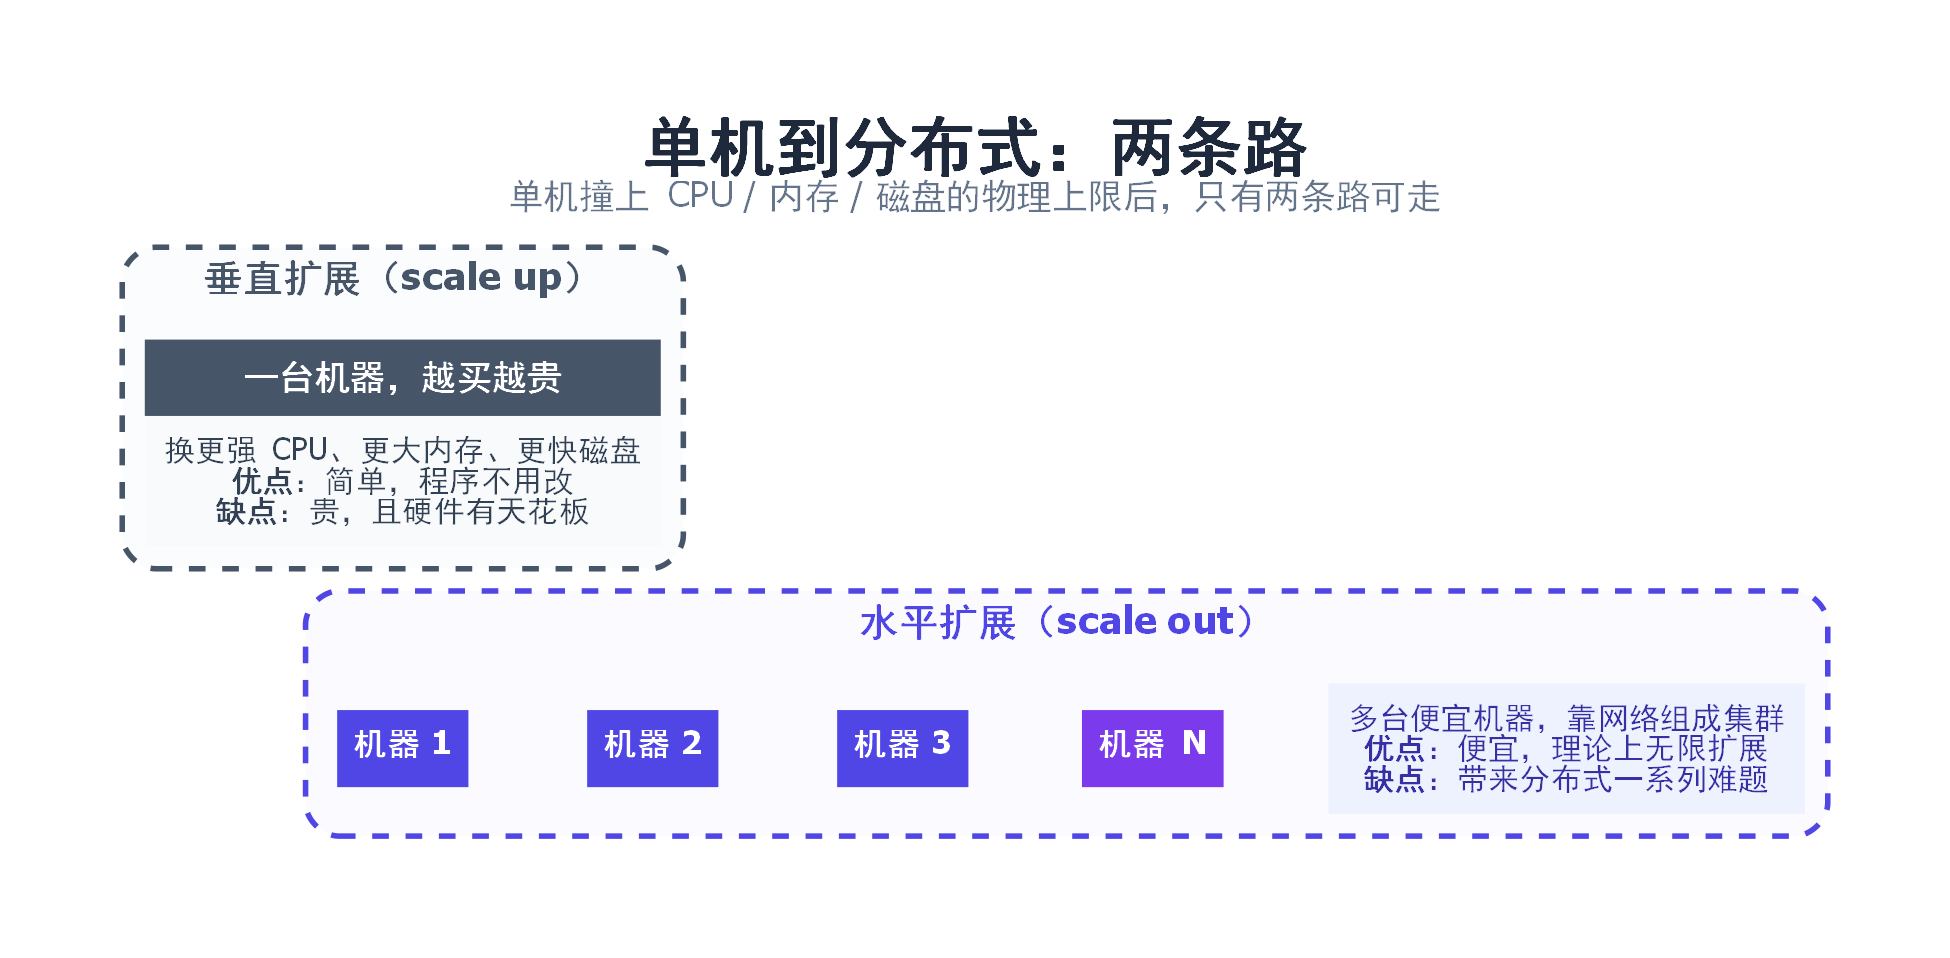 单机到分布式：两条路
单机撞上 CPU / 内存 / 磁盘的物理上限后，只有两条路可走
垂直扩展（scale up）
一台机器，越买越贵
换更强 CPU、更大内存、更快磁盘
优点：简单，程序不用改
缺点：贵，且硬件有天花板
水平扩展（scale out）
机器 1
机器 2
机器 3
机器 N
多台便宜机器，靠网络组成集群
优点：便宜，理论上无限扩展
缺点：带来分布式一系列难题